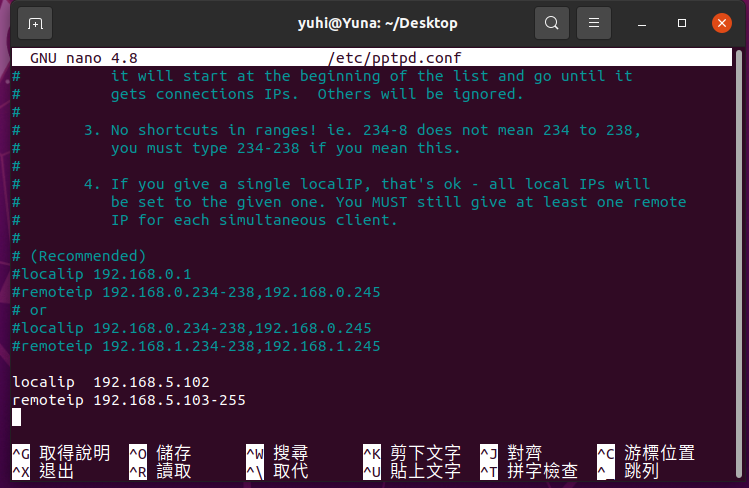 yuhi@Yuna: ~/Desktop
GNU nano 4.8 /etc/pptpd.conf
# it will start at the beginning of the list and go until it
# gets connections IPs.  Others will be ignored.
#
# 3. No shortcuts in ranges! ie. 234-8 does not mean 234 to 238,
# you must type 234-238 if you mean this.
#
# 4. If you give a single localIP, that's ok - all local IPs will
# be set to the given one. You MUST still give at least one remote
# IP for each simultaneous client.
#
# (Recommended)
#localip 192.168.0.1
#remoteip 192.168.0.234-238,192.168.0.245
# or
#localip 192.168.0.234-238,192.168.0.245
#remoteip 192.168.1.234-238,192.168.1.245
localip  192.168.5.102
remoteip 192.168.5.103-255
^G 取得說明 ^O 儲存 ^W 搜尋 ^K 剪下文字 ^J 對齊 ^C 游標位置
^X 退出 ^R 讀取 ^\ 取代 ^U 貼上文字 ^T 拼字檢查 ^_ 跳列